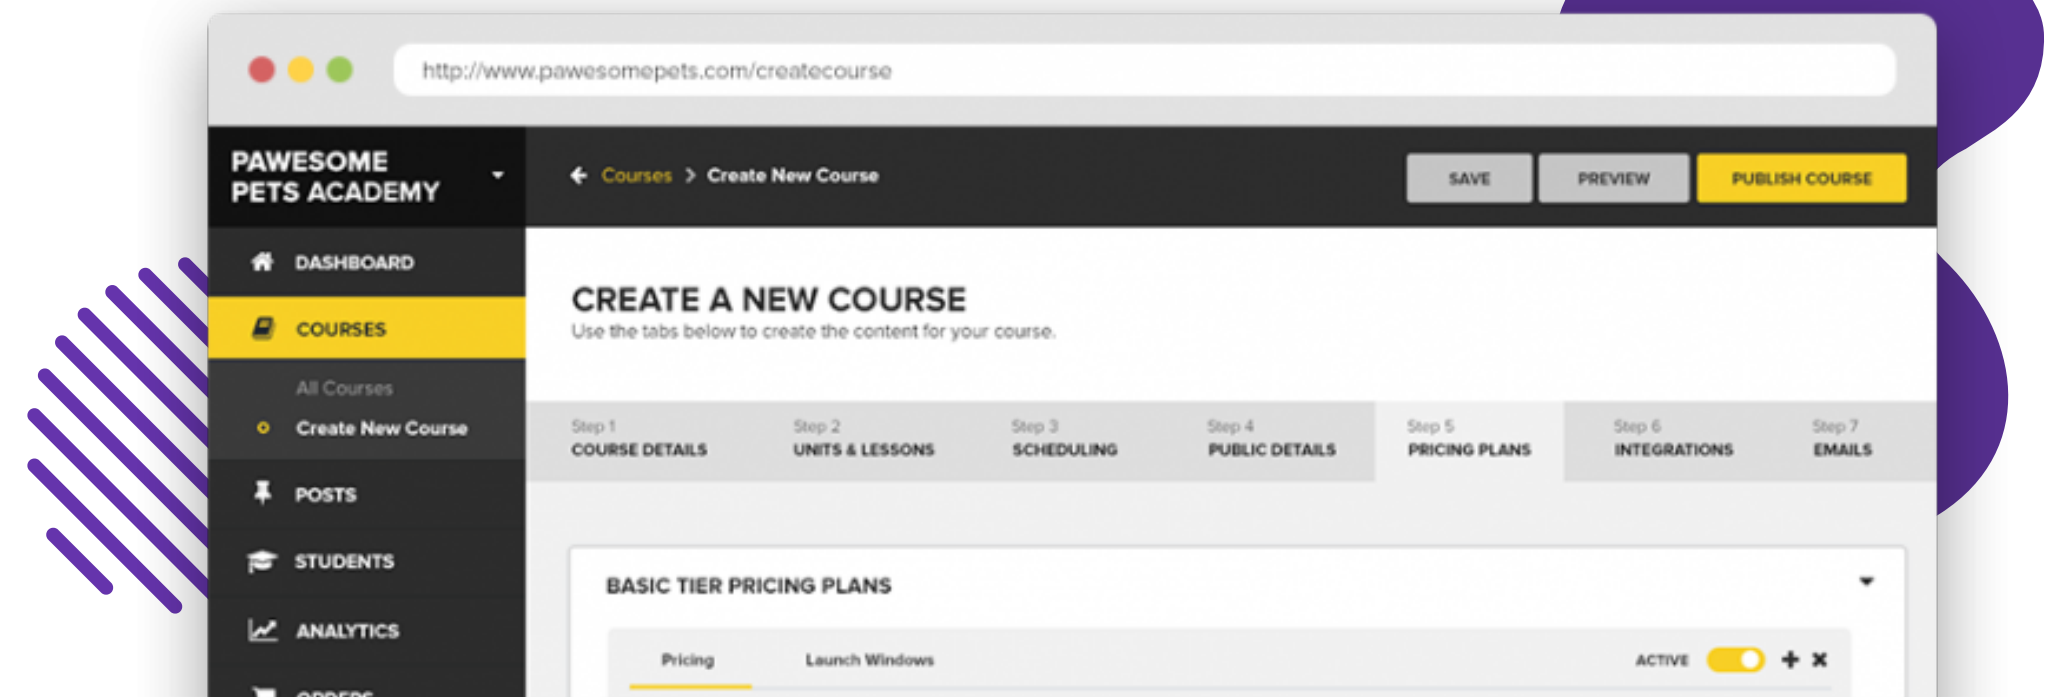 http://www.pawesomepets.com/createcourse
PAWESOME
PETS ACADEMY
Courses > Create New Course
SAVE
PREVIEW
PUBLISH COURSE
DASHBOARD
COURSES
All Courses
Create New Course
POSTS
STUDENTS
ANALYTICS
ORDERS
CREATE A NEW COURSE
Use the tabs below to create the content for your course.
Step 1
COURSE DETAILS
Step 2
UNITS & LESSONS
Step 3
SCHEDULING
Step 4
PUBLIC DETAILS
Step 5
PRICING PLANS
Step 6
INTEGRATIONS
Step 7
EMAILS
BASIC TIER PRICING PLANS
Pricing
Launch Windows
ACTIVE